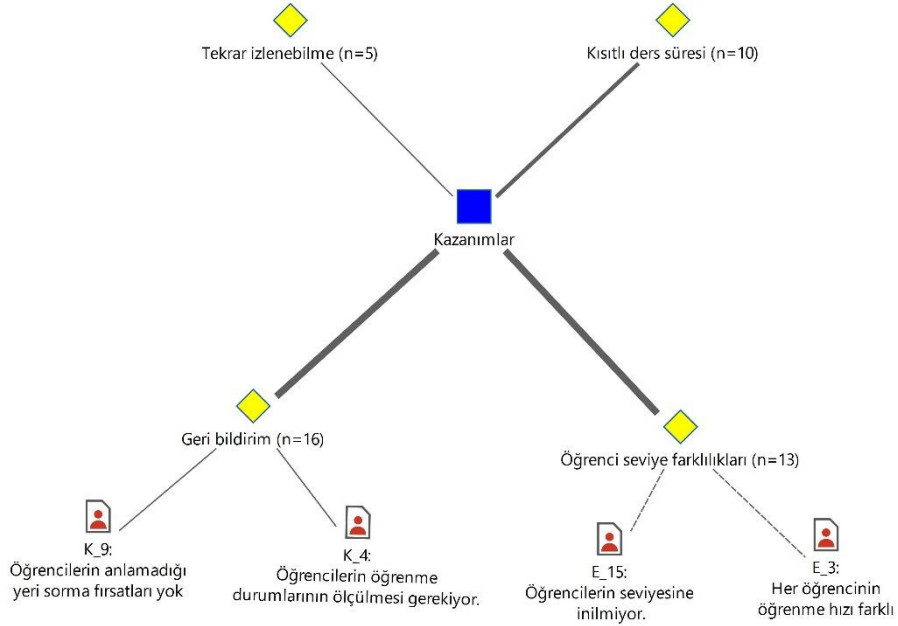 Tekrar izlenebilme (n=5)
Kısıtlı ders süresi (n=10)
Kazanımlar
Geri bildirim (n=16)
Öğrenci seviye farklılıkları (n=13)
K_9:
Öğrencilerin anlamadığı
yeri sorma fırsatları yok
K_4:
Öğrencilerin öğrenme
durumlarının ölçülmesi gerekiyor.
E_15:
Öğrencilerin seviyesine
inilmiyor.
E_3:
Her öğrencinin
öğrenme hızı farklı